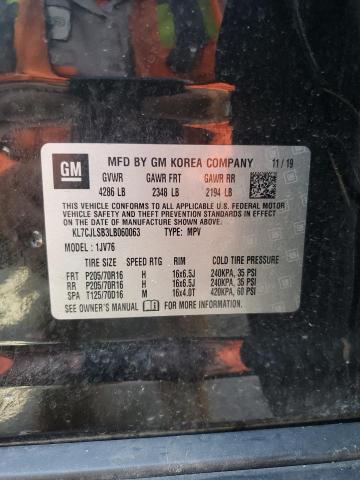 GM
MFD BY GM KOREA COMPANY 11/19
GVWR GAWR FRT GAWR RR
4286 LB 2348 LB 2194 LB
THIS VEHICLE CONFORMS TO ALL APPLICABLE U.S. FEDERAL MOTOR
VEHICLE SAFETY, BUMPER, AND THEFT PREVENTION STANDARDS IN
EFFECT ON THE DATE OF MANUFACTURE SHOWN ABOVE.
KL7CJLSB3LB060063 TYPE: MPV
MODEL : 1JV76
TIRE SIZE SPEED RTG RIM COLD TIRE PRESSURE
FRT P205/70R16 H 16x6.5J 240KPA, 35 PSI
RR P205/70R16 H 16x6.5J 240KPA, 35 PSI
SPA T125/70D16 M 16x4.0T 420KPA, 60 PSI
SEE OWNER'S MANUAL FOR MORE INFORMATION.